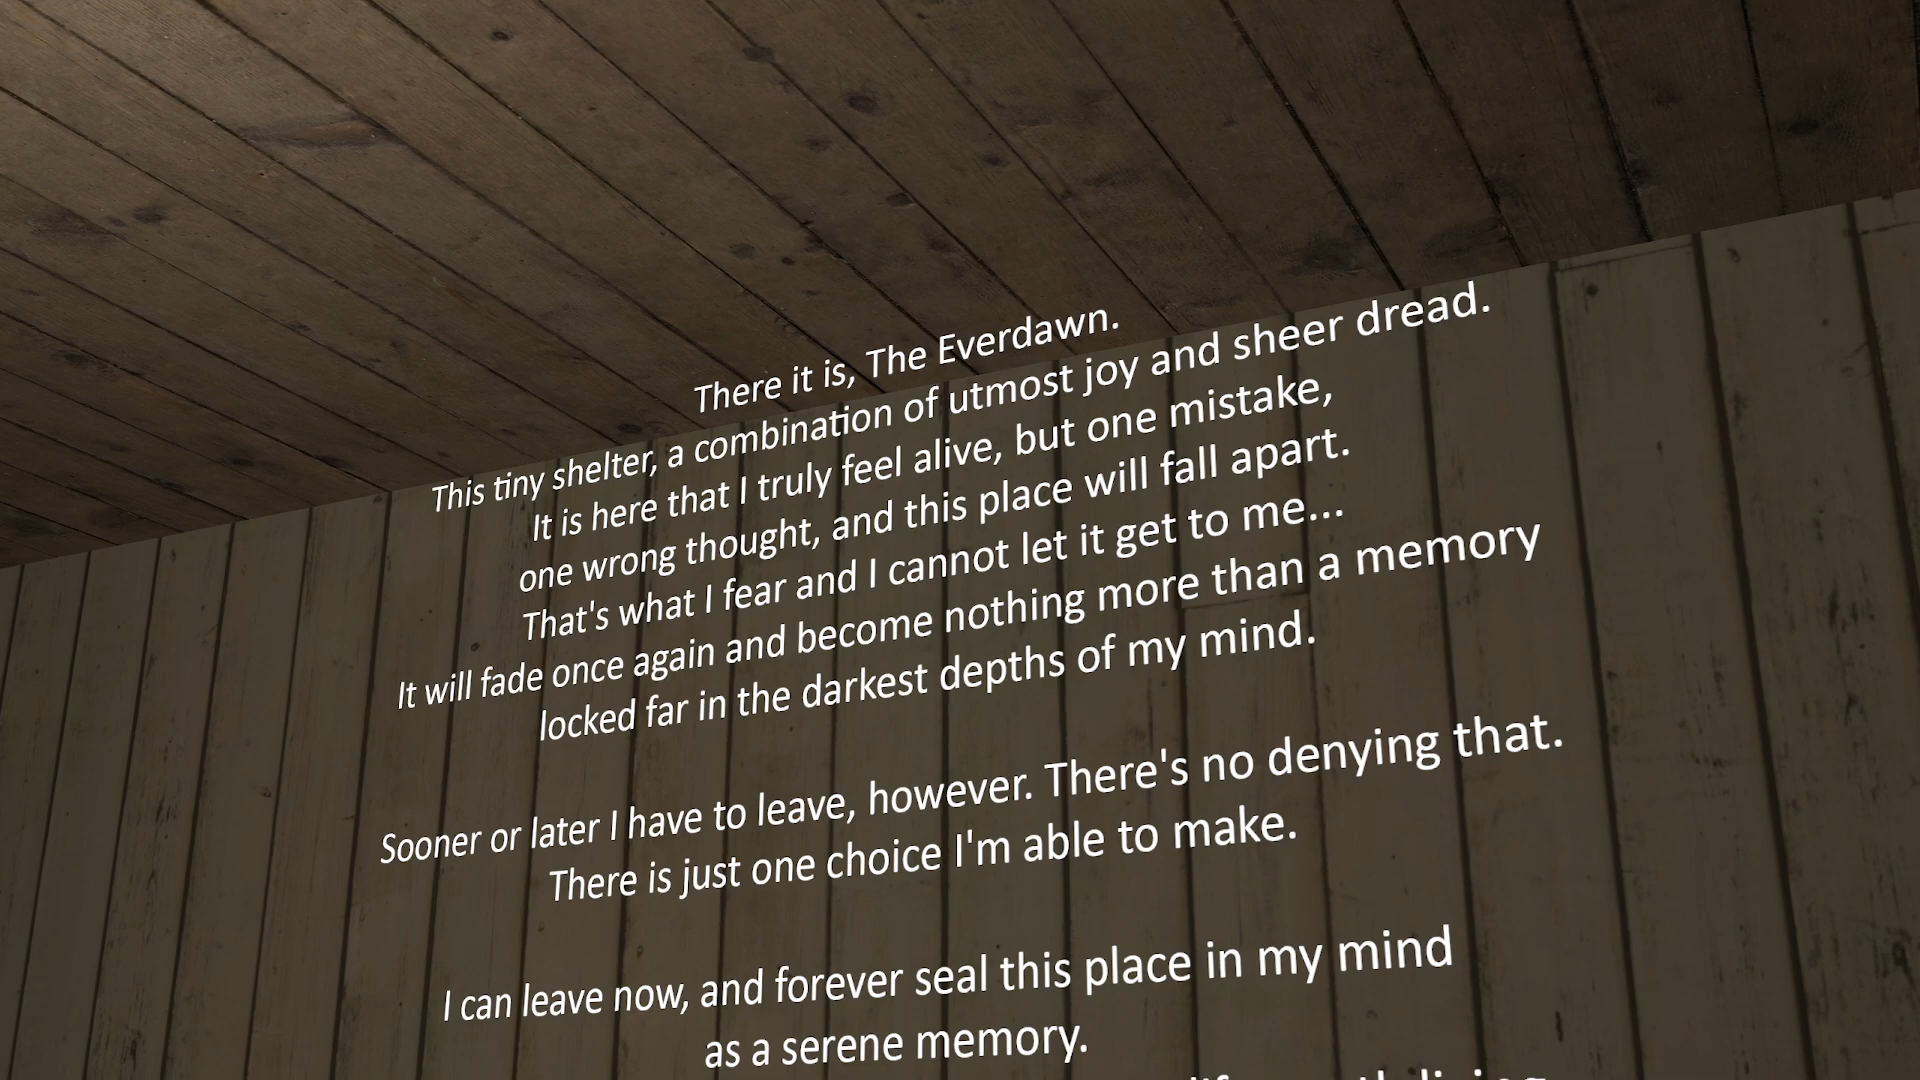 There it is, The Everdawn.
This tiny shelter, a combination of utmost joy and sheer dread.
It is here that I truly feel alive, but one mistake,
one wrong thought, and this place will fall apart.
That's what I fear and I cannot let it get to me...
It will fade once again and become nothing more than a memory
locked far in the darkest depths of my mind.
Sooner or later I have to leave, however. There's no denying that.
There is just one choice I'm able to make.
I can leave now, and forever seal this place in my mind
as a serene memory.